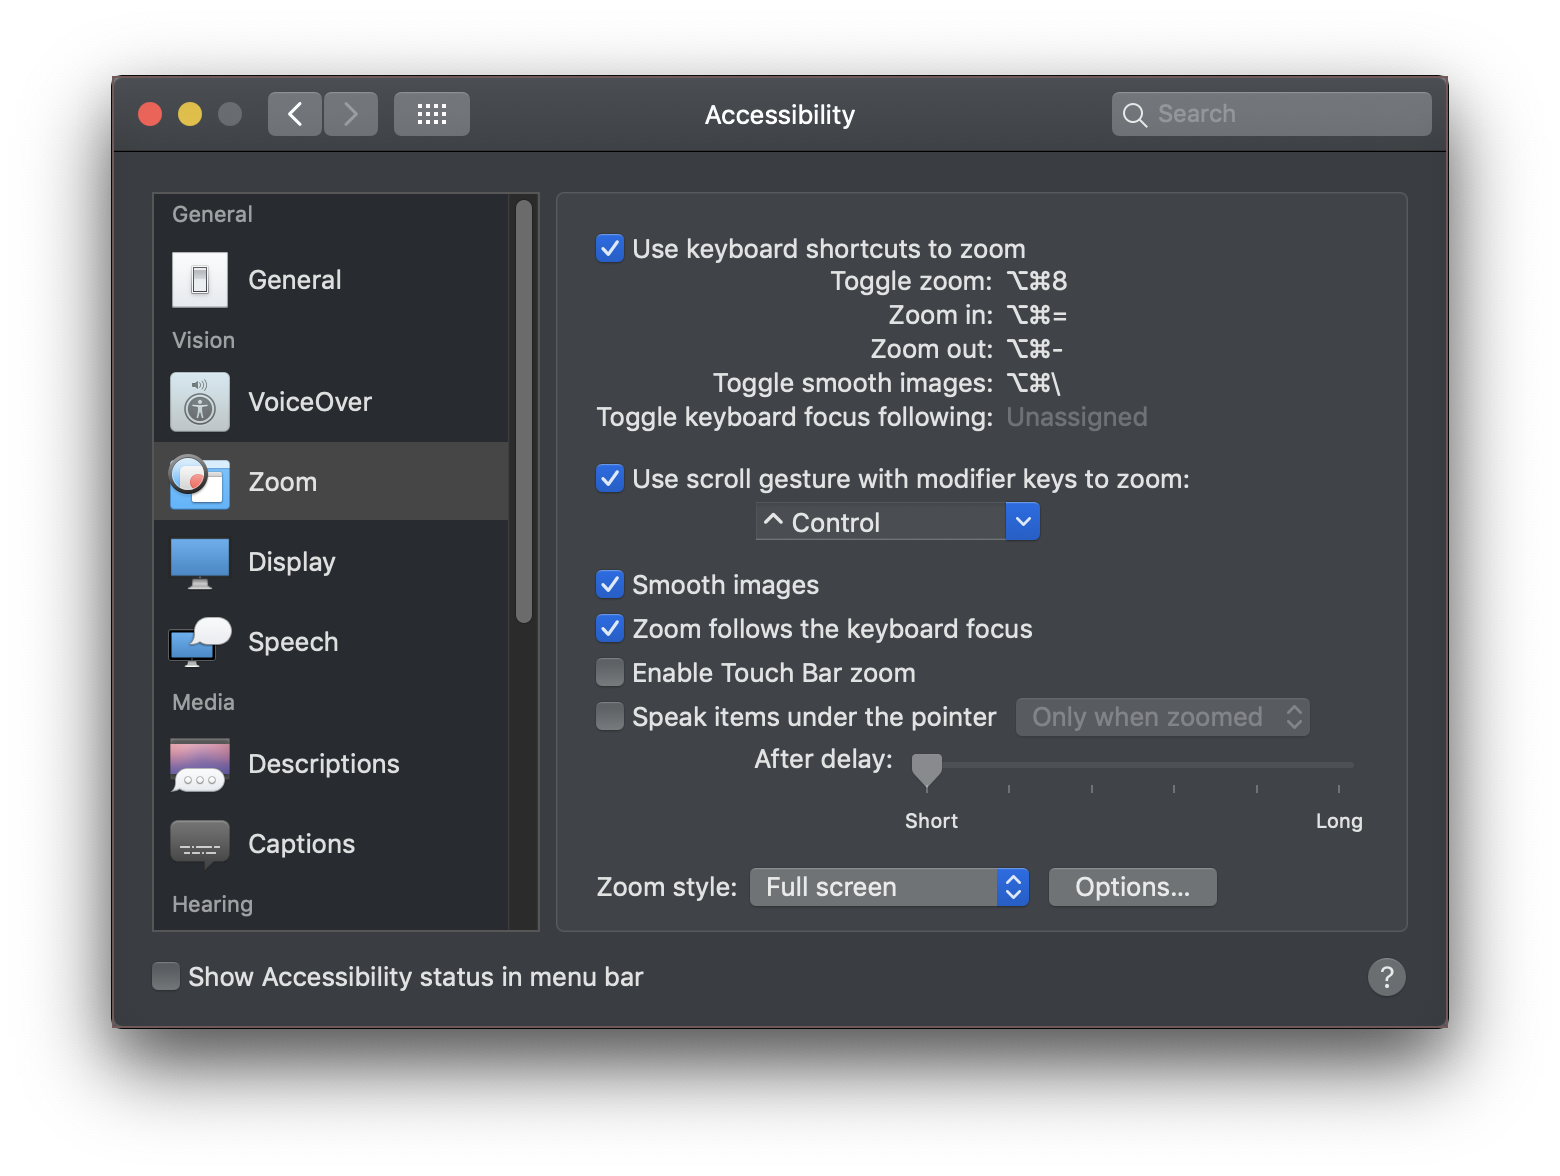 Accessibility
Search
General
General
Vision
VoiceOver
Zoom
Display
Speech
Media
Descriptions
Captions
Hearing
Use keyboard shortcuts to zoom
Toggle zoom: ⌥⌘8
Zoom in: ⌥⌘=
Zoom out: ⌥⌘-
Toggle smooth images: ⌥⌘\
Toggle keyboard focus following: Unassigned
Use scroll gesture with modifier keys to zoom:
^ Control
Smooth images
Zoom follows the keyboard focus
Enable Touch Bar zoom
Speak items under the pointer Only when zoomed
After delay:
Short Long
Zoom style: Full screen Options...
Show Accessibility status in menu bar ?